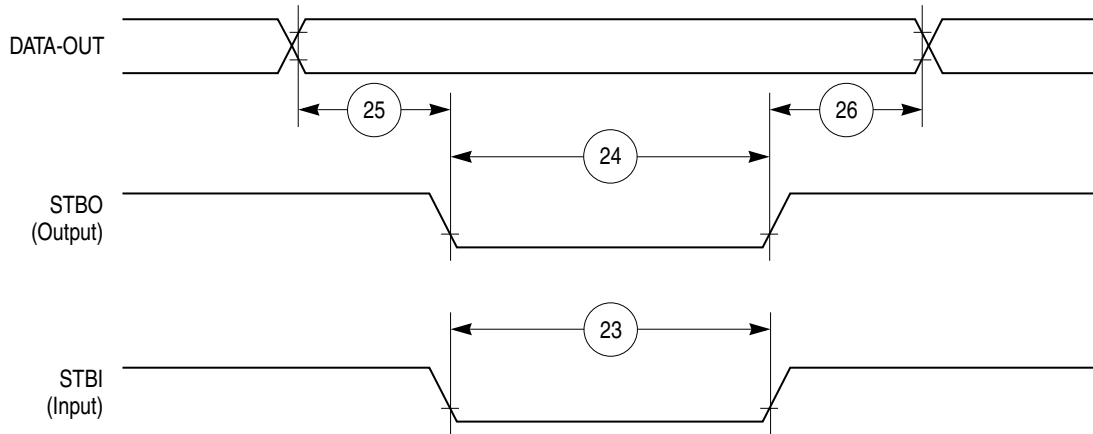 DATA-OUT
25
26
24
STBO
(Output)
23
STBI
(Input)